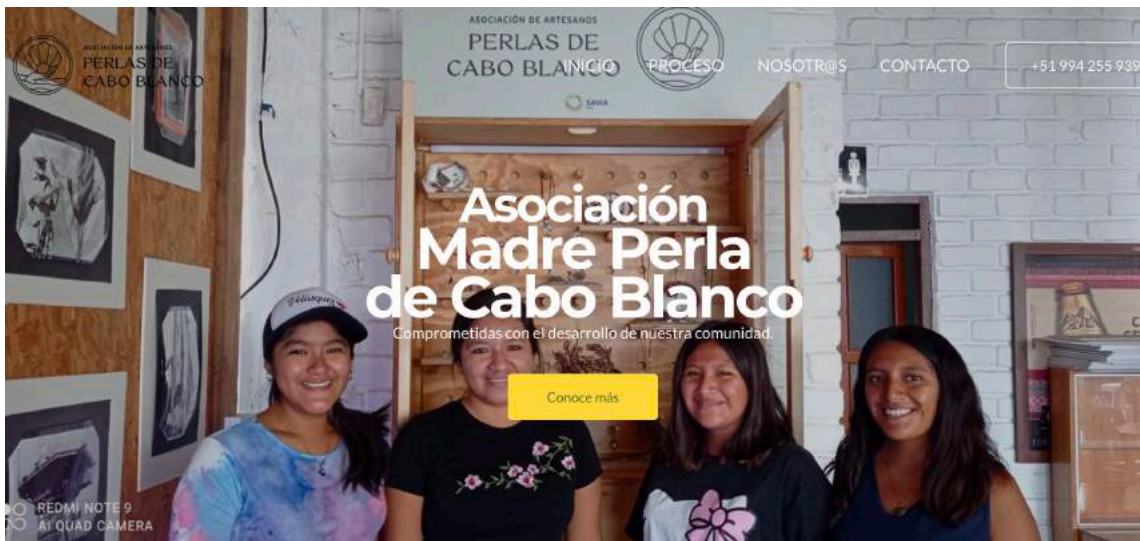 ASOCIACIÓN DE ARTESANOS
PERLAS DE
CABO BLANCO
SAVIA
ASOCIACIÓN DE ARTESANOS
PERLAS DE
CABO BLANCO
INICIO
PROCESO
NOSOTR@S
CONTACTO
+51 994 255 939
Asociación
Madre Perla
de Cabo Blanco
Comprometidas con el desarrollo de nuestra comunidad.
Velásquez
Conoce más
REDMI NOTE 9
AI QUAD CAMERA